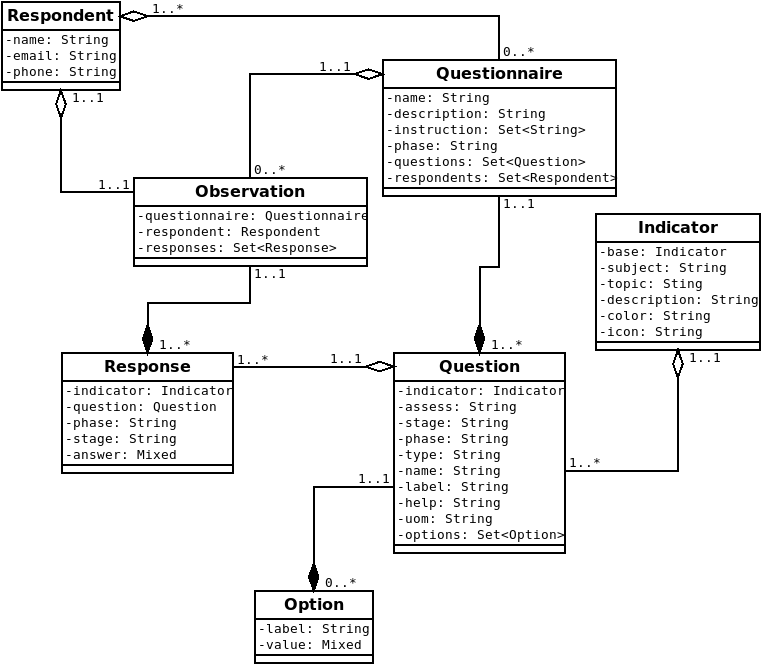 Respondent
-name: String
-email: String
-phone: String
1..*
0..*
1..1
1..1
1..1
0..*
Questionnaire
-name: String
-description: String
-instruction: Set<String>
-phase: String
-questions: Set<Question>
-respondents: Set<Respondent>
1..1
Observation
-questionnaire: Questionnaire
-respondent: Respondent
-responses: Set<Response>
1..1
Indicator
-base: Indicator
-subject: String
-topic: Sting
-description: String
-color: String
-icon: String
1..1
1..*
Response
-indicator: Indicator
-question: Question
-phase: String
-stage: String
-answer: Mixed
1..*
1..1
1..*
Question
-indicator: Indicator
-assess: String
-stage: String
-phase: String
-type: String
-name: String
-label: String
-help: String
-uom: String
-options: Set<Option>
1..*
1..1
0..*
Option
-label: String
-value: Mixed